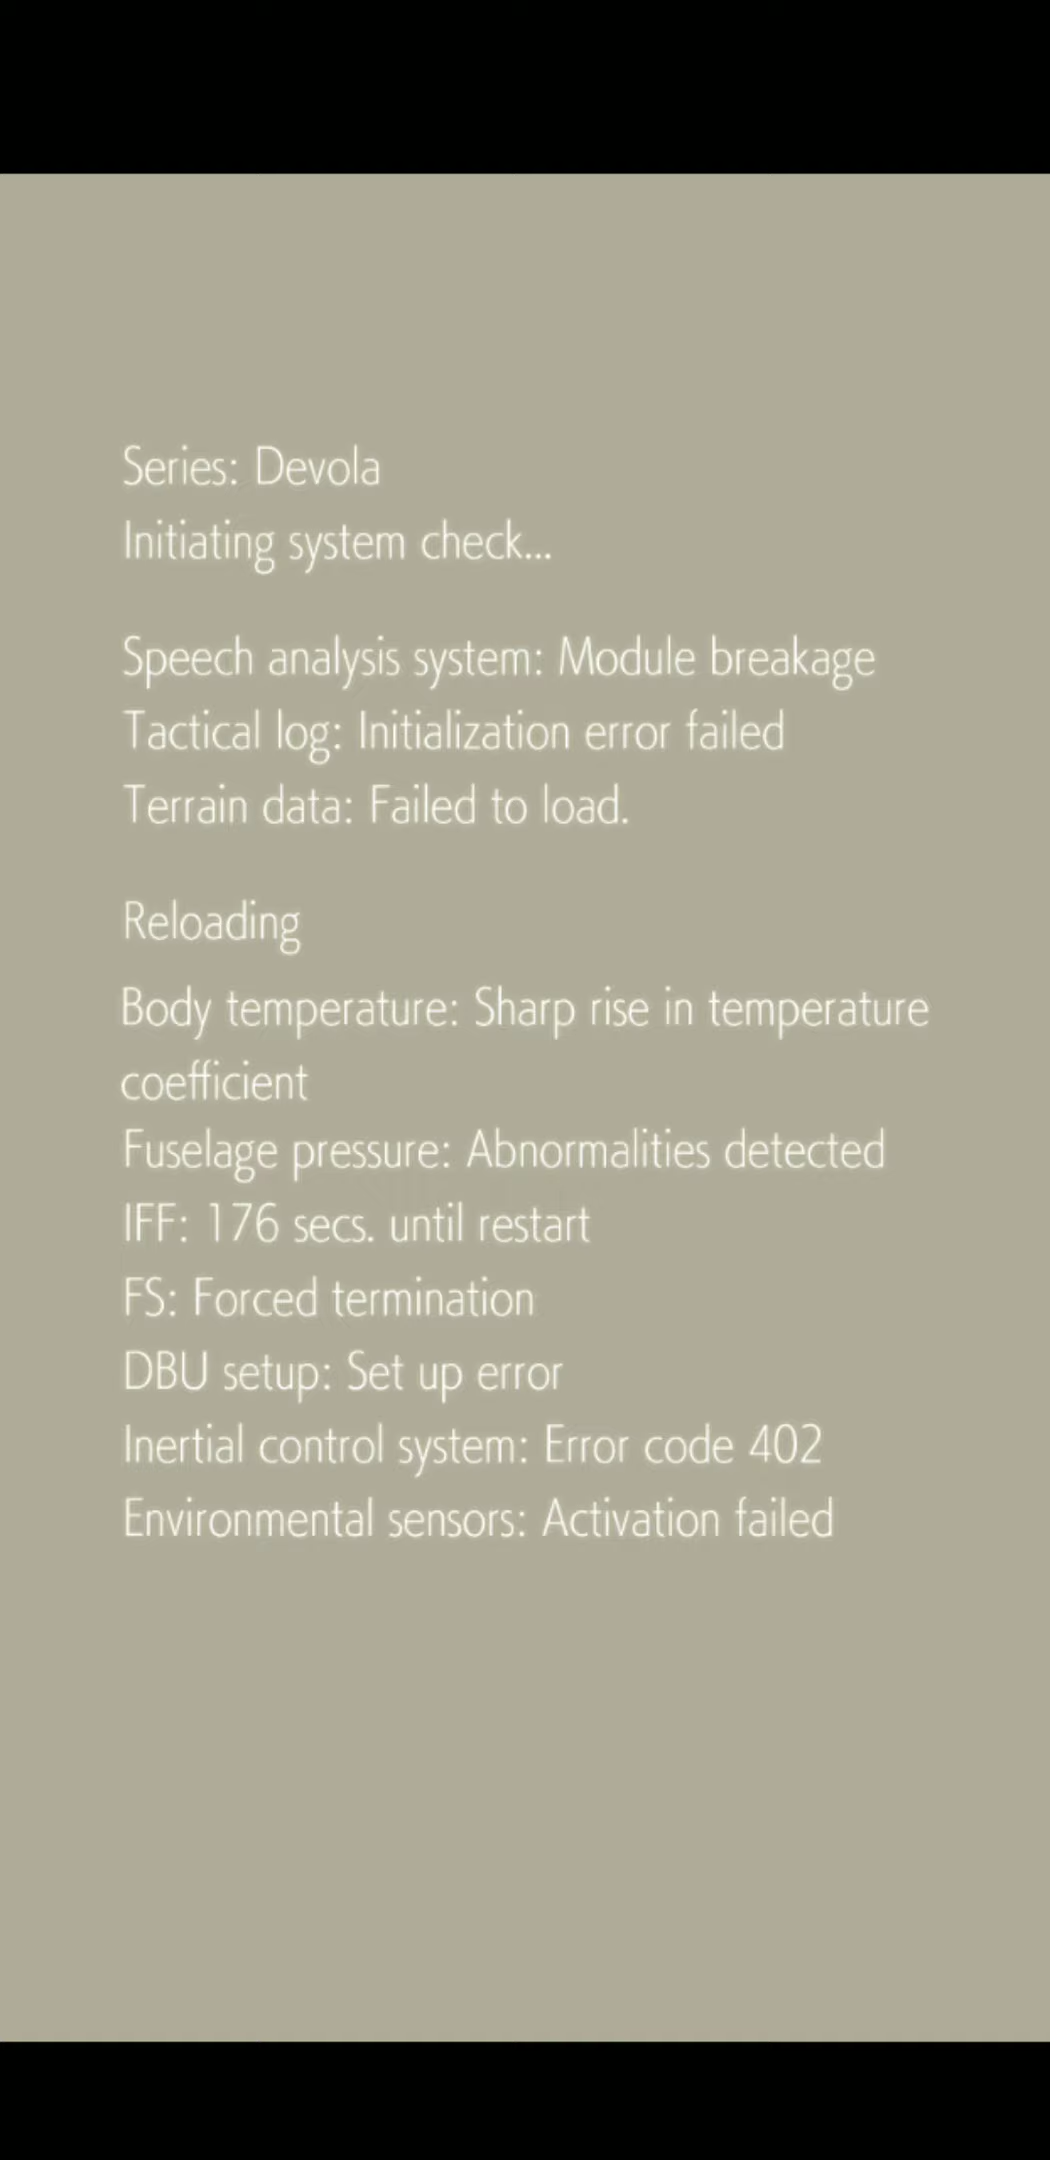 Series: Devola
Initiating system check...
Speech analysis system: Module breakage
Tactical log: Initialization error failed
Terrain data: Failed to load.
Reloading
Body temperature: Sharp rise in temperature
coefficient
Fuselage pressure: Abnormalities detected
IFF: 176 secs. until restart
FS: Forced termination
DBU setup: Set up error
Inertial control system: Error code 402
Environmental sensors: Activation failed